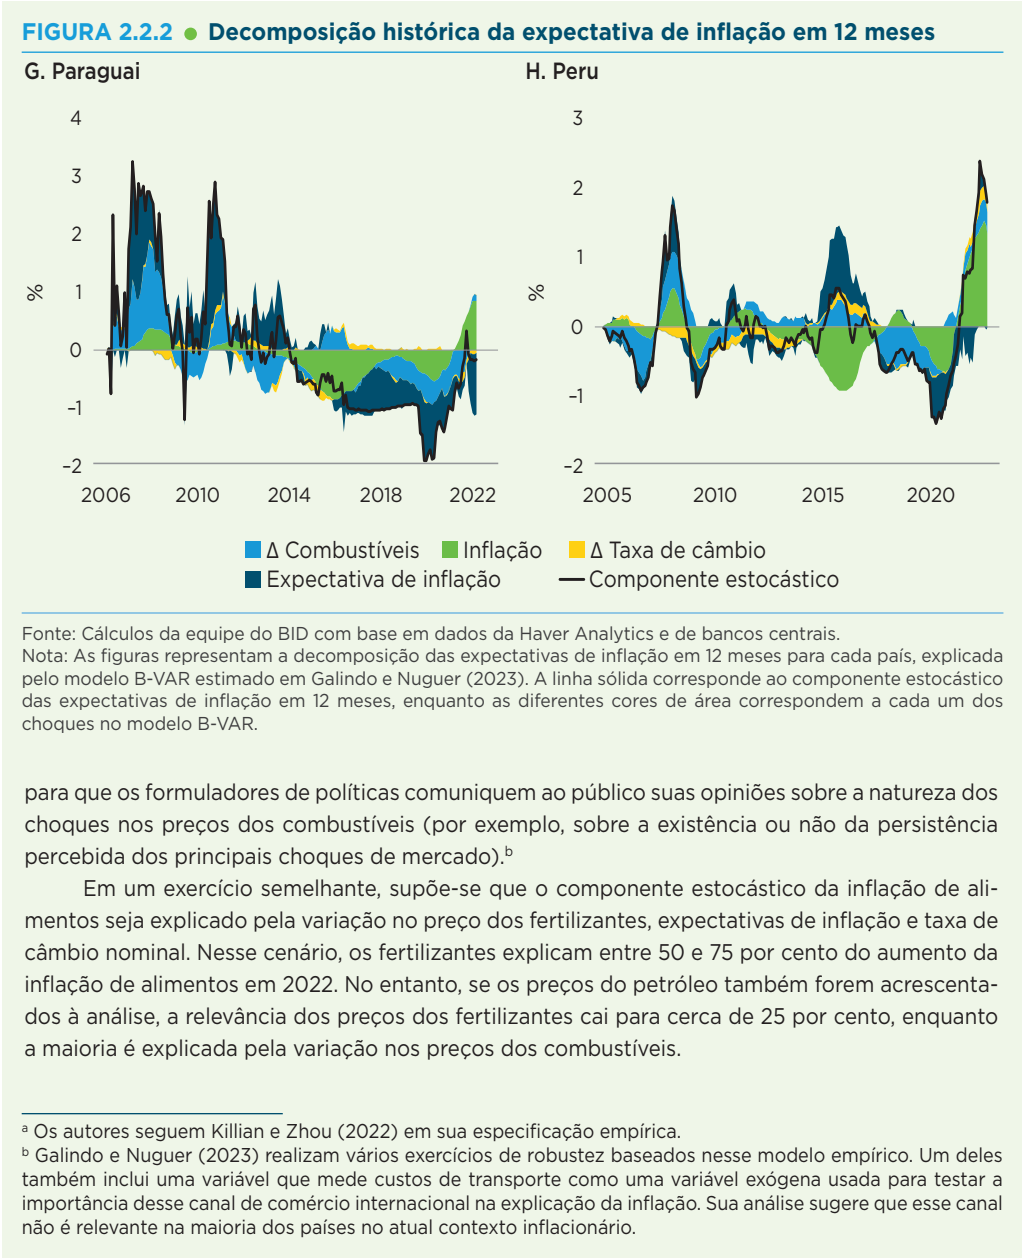 FIGURA 2.2.2 ● Decomposição histórica da expectativa de inflação em 12 meses
G. Paraguai
4
3
2
1
0
–1
–2
%
2006 2010 2014 2018 2022
H. Peru
3
2
1
0
–1
–2
%
2005 2010 2015 2020
Δ Combustíveis Inflação Δ Taxa de câmbio
Expectativa de inflação Componente estocástico
Fonte: Cálculos da equipe do BID com base em dados da Haver Analytics e de bancos centrais.
Nota: As figuras representam a decomposição das expectativas de inflação em 12 meses para cada país, explicada
pelo modelo B-VAR estimado em Galindo e Nuguer (2023). A linha sólida corresponde ao componente estocástico
das expectativas de inflação em 12 meses, enquanto as diferentes cores de área correspondem a cada um dos
choques no modelo B-VAR.
para que os formuladores de políticas comuniquem ao público suas opiniões sobre a natureza dos
choques nos preços dos combustíveis (por exemplo, sobre a existência ou não da persistência
percebida dos principais choques de mercado).b
Em um exercício semelhante, supõe-se que o componente estocástico da inflação de ali-
mentos seja explicado pela variação no preço dos fertilizantes, expectativas de inflação e taxa de
câmbio nominal. Nesse cenário, os fertilizantes explicam entre 50 e 75 por cento do aumento da
inflação de alimentos em 2022. No entanto, se os preços do petróleo também forem acrescenta-
dos à análise, a relevância dos preços dos fertilizantes cai para cerca de 25 por cento, enquanto
a maioria é explicada pela variação nos preços dos combustíveis.
a Os autores seguem Killian e Zhou (2022) em sua especificação empírica.
b Galindo e Nuguer (2023) realizam vários exercícios de robustez baseados nesse modelo empírico. Um deles
também inclui uma variável que mede custos de transporte como uma variável exógena usada para testar a
importância desse canal de comércio internacional na explicação da inflação. Sua análise sugere que esse canal
não é relevante na maioria dos países no atual contexto inflacionário.